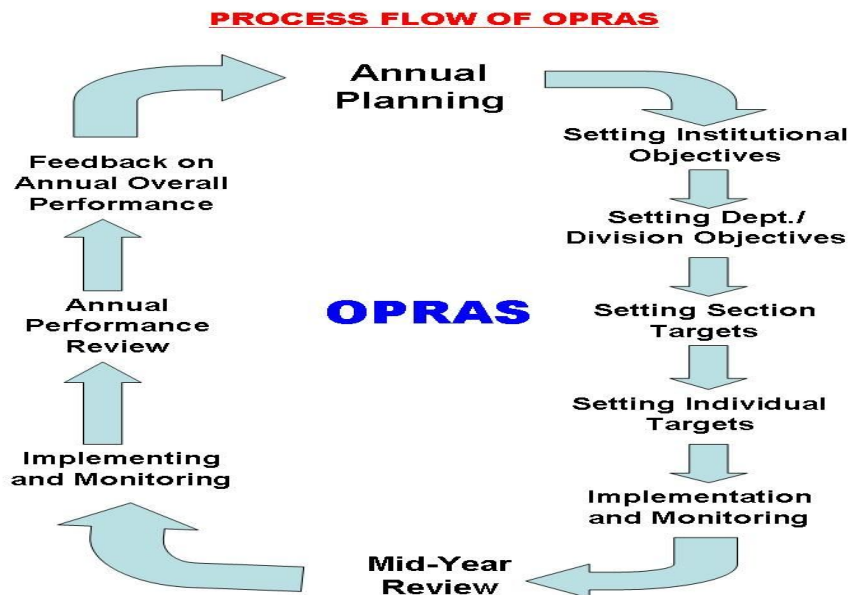 PROCESS FLOW OF OPRAS
Annual
Planning
Setting Institutional
Objectives
Setting Dept./
Division Objectives
Setting Section
Targets
Setting Individual
Targets
Implementation
and Monitoring
Mid-Year
Review
Implementing
and Monitoring
Annual
Performance
Review
Feedback on
Annual Overall
Performance
OPRAS